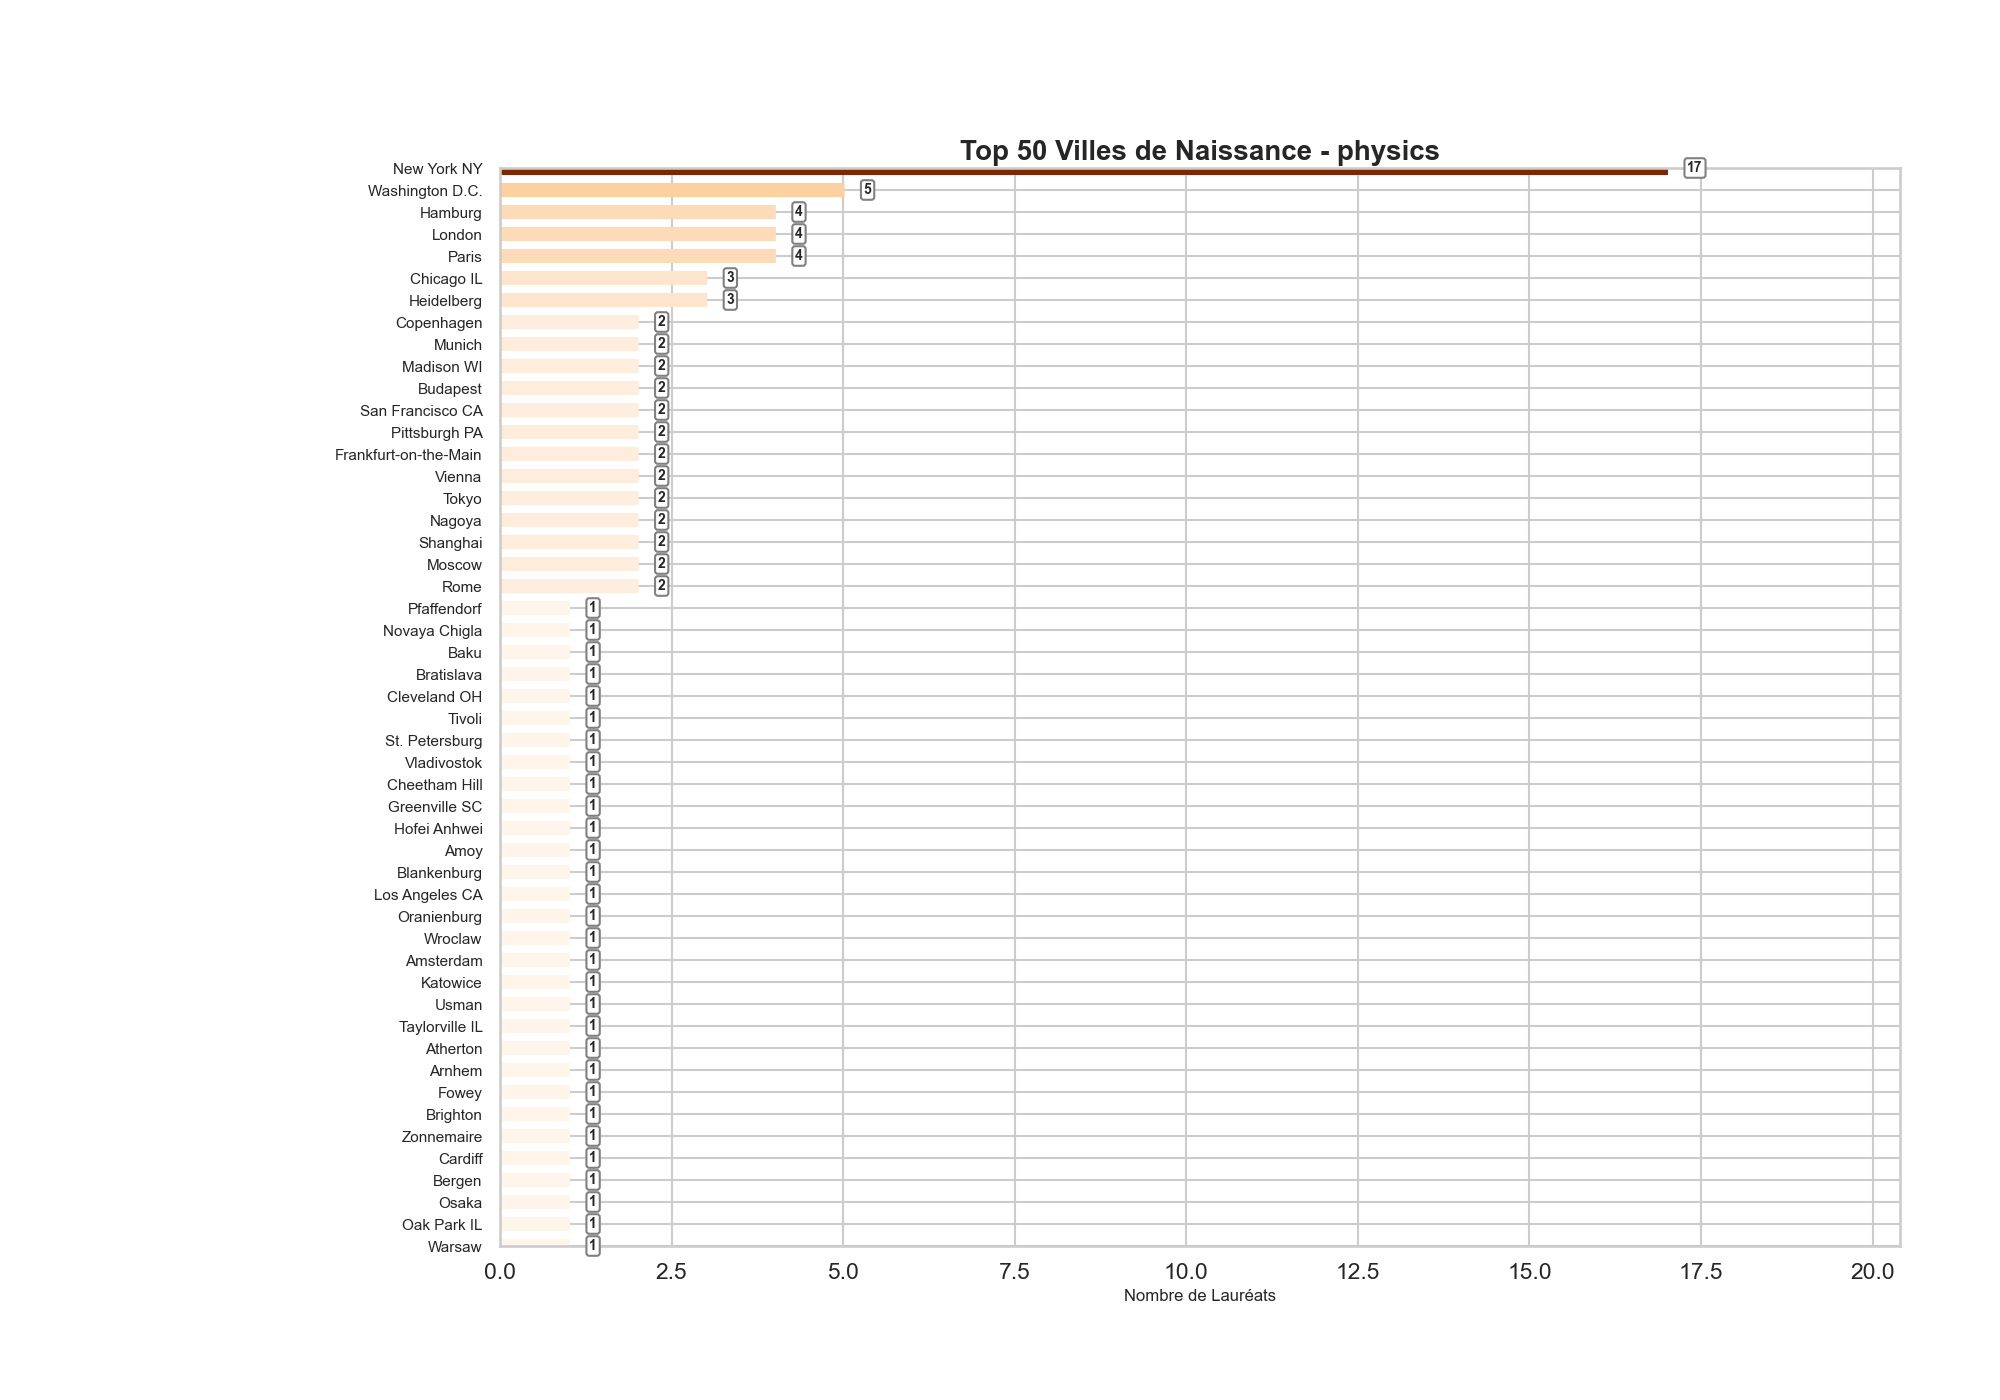 Top 50 Villes de Naissance - physics
New York NY 17
Washington D.C. 5
Hamburg 4
London 4
Paris 4
Chicago IL 3
Heidelberg 3
Copenhagen 2
Munich 2
Madison WI 2
Budapest 2
San Francisco CA 2
Pittsburgh PA 2
Frankfurt-on-the-Main 2
Vienna 2
Tokyo 2
Nagoya 2
Shanghai 2
Moscow 2
Rome 2
Pfaffendorf 1
Novaya Chigla 1
Baku 1
Bratislava 1
Cleveland OH 1
Tivoli 1
St. Petersburg 1
Vladivostok 1
Cheetham Hill 1
Greenville SC 1
Hofei Anhwei 1
Amoy 1
Blankenburg 1
Los Angeles CA 1
Oranienburg 1
Wroclaw 1
Amsterdam 1
Katowice 1
Usman 1
Taylorville IL 1
Atherton 1
Arnhem 1
Fowey 1
Brighton 1
Zonnemaire 1
Cardiff 1
Bergen 1
Osaka 1
Oak Park IL 1
Warsaw 1
0.0 2.5 5.0 7.5 10.0 12.5 15.0 17.5 20.0
Nombre de Lauréats